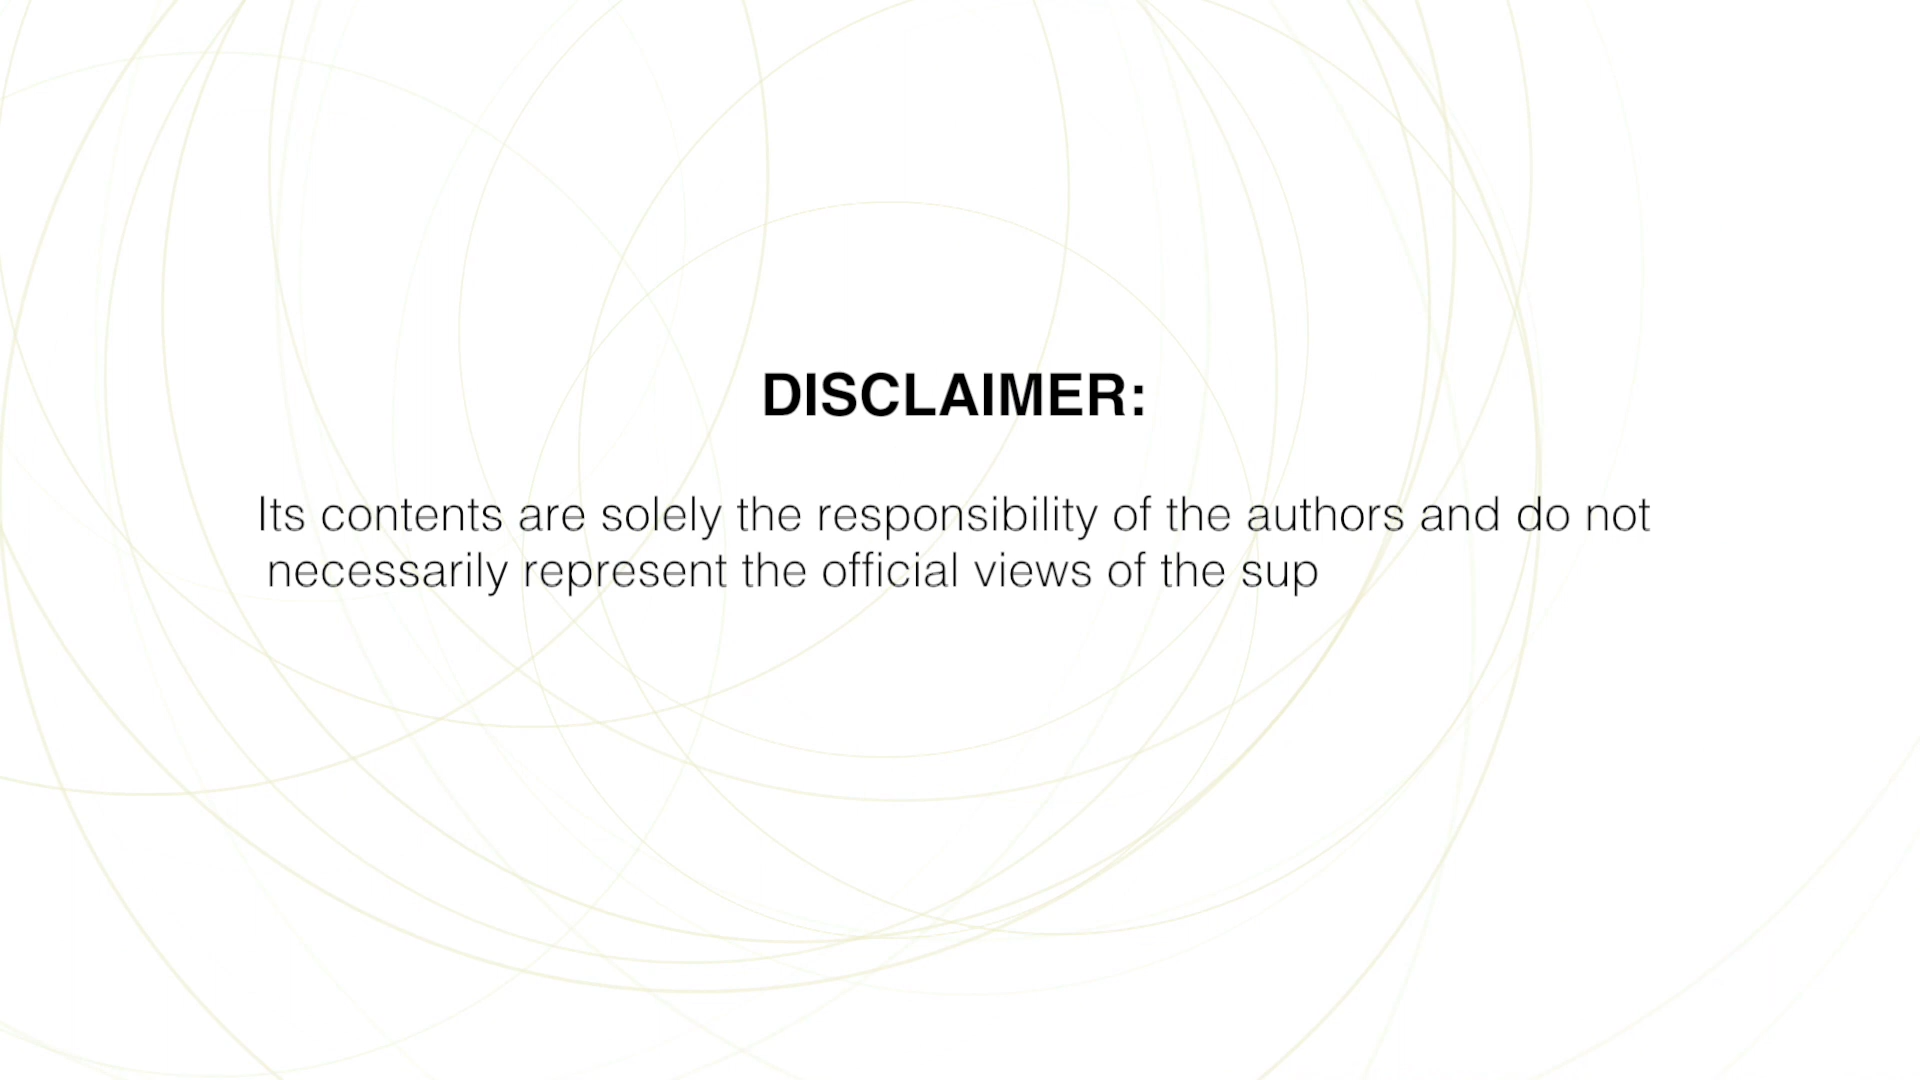 DISCLAIMER:
Its contents are solely the responsibility of the authors and do not
necessarily represent the official views of the sup